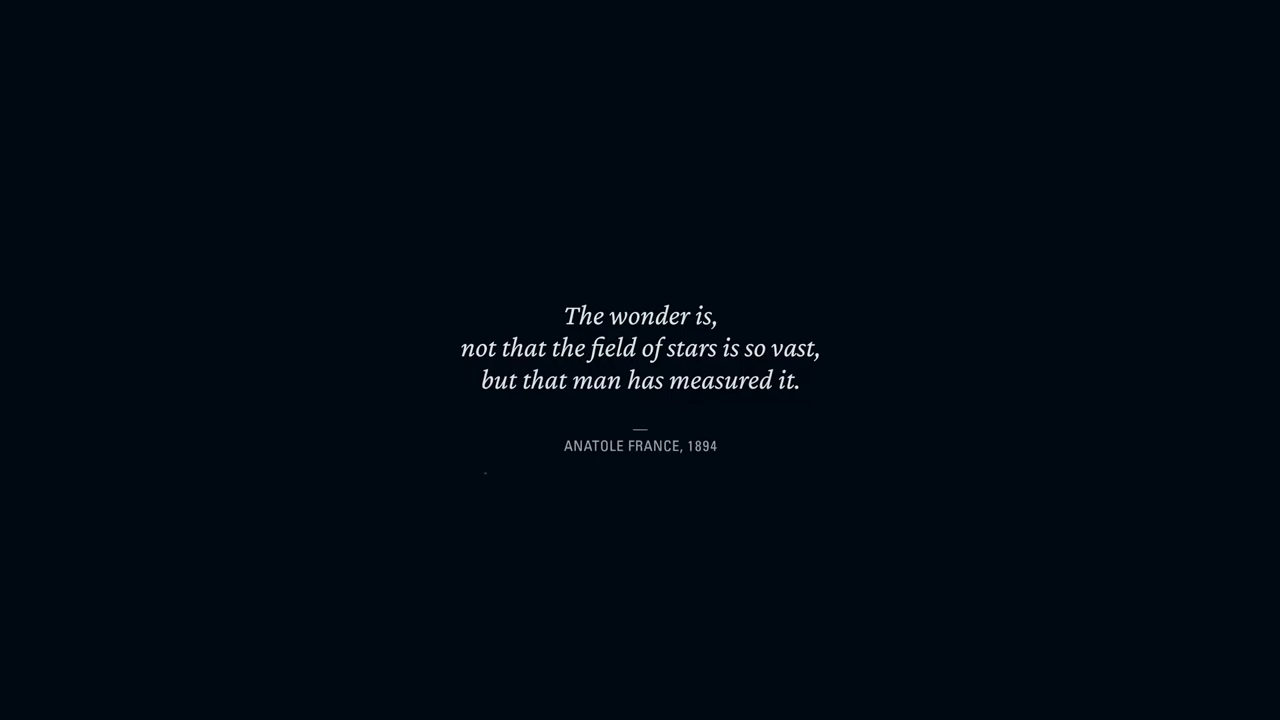 The wonder is,
not that the field of stars is so vast,
but that man has measured it.
—
ANATOLE FRANCE, 1894